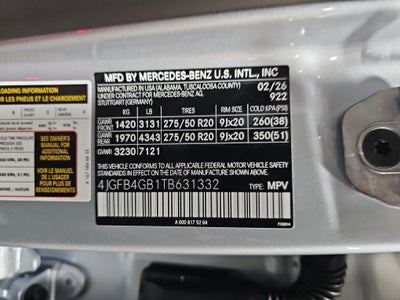 MFD BY MERCEDES-BENZ U.S. INTL., INC
MANUFACTURED IN USA (ALABAMA, TUSCALOOSA COUNTY)
UNDER CONTRACT FOR MERCEDES-BENZ AG,
STUTTGART (GERMANY)
02/26
922
KG LB TIRES RIM SIZE COLD KPA(PSI)
GAWR FRONT 1420 3131 275/50 R20 9Jx20 260(38)
GAWR REAR 1970 4343 275/50 R20 9Jx20 350(51)
GVWR 3230 7121
THIS VEHICLE CONFORMS TO ALL APPLICABLE U.S. FEDERAL MOTOR VEHICLE SAFETY
AND THEFT PREVENTION STANDARDS IN EFFECT ON THE DATE OF MANUFACTURE SHOWN ABOVE.
4JGFB4GB1TB631332 TYPE: MPV
A 000 817 52 04
LOADING INFORMATION
SUR LES PNEUS ET LE CHARGEMENT
SEE OWNER'S
MANUAL FOR
ADDITIONAL
INFORMATION
VOIR LE MANUEL
DE L'USAGER
POUR PLUS DE
RENSEIGNEMENTS